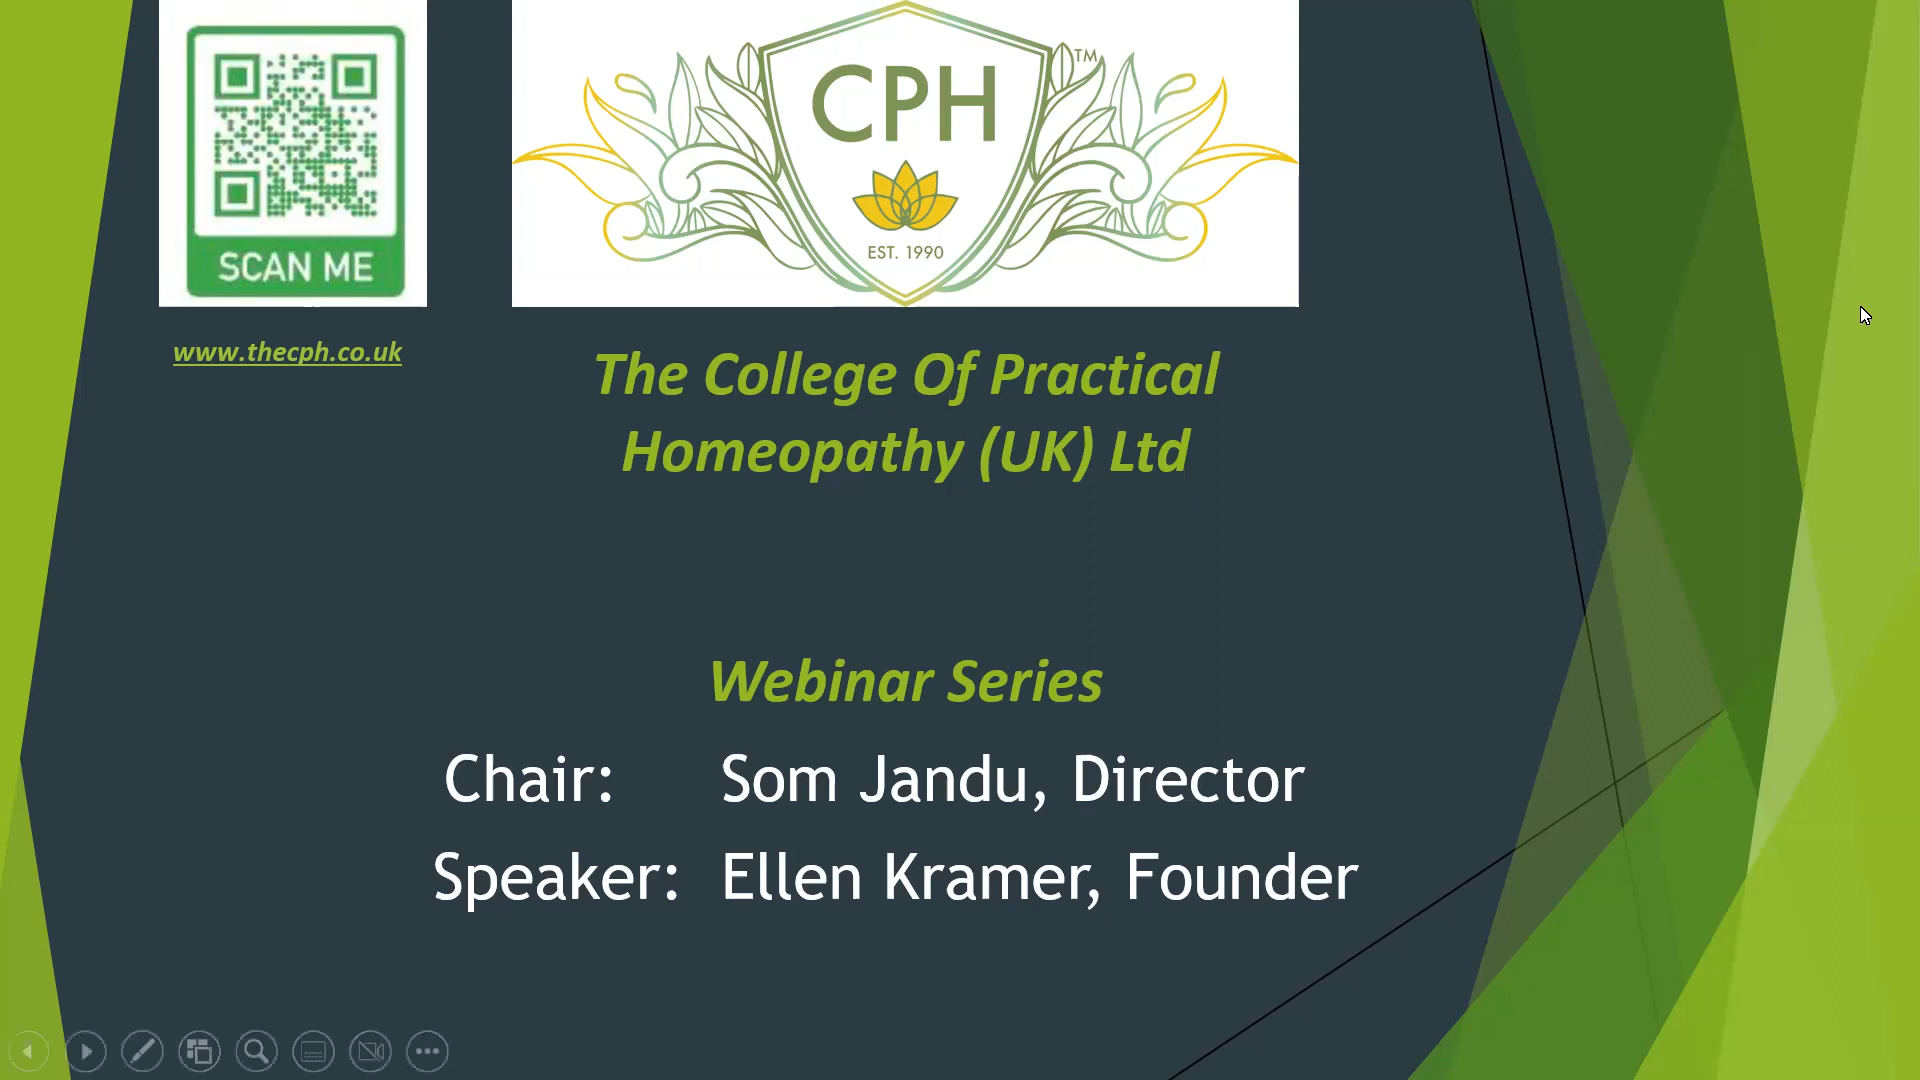 SCAN ME
www.thecph.co.uk
CPH
TM
EST. 1990
The College Of Practical
Homeopathy (UK) Ltd
Webinar Series
Chair: Som Jandu, Director
Speaker: Ellen Kramer, Founder